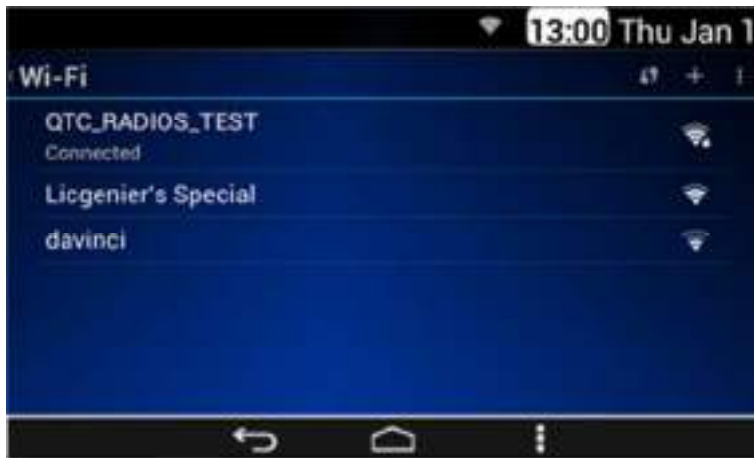 13:00 Thu Jan 1
Wi-Fi
QTC_RADIOS_TEST
Connected
Licgenier's Special
davinci